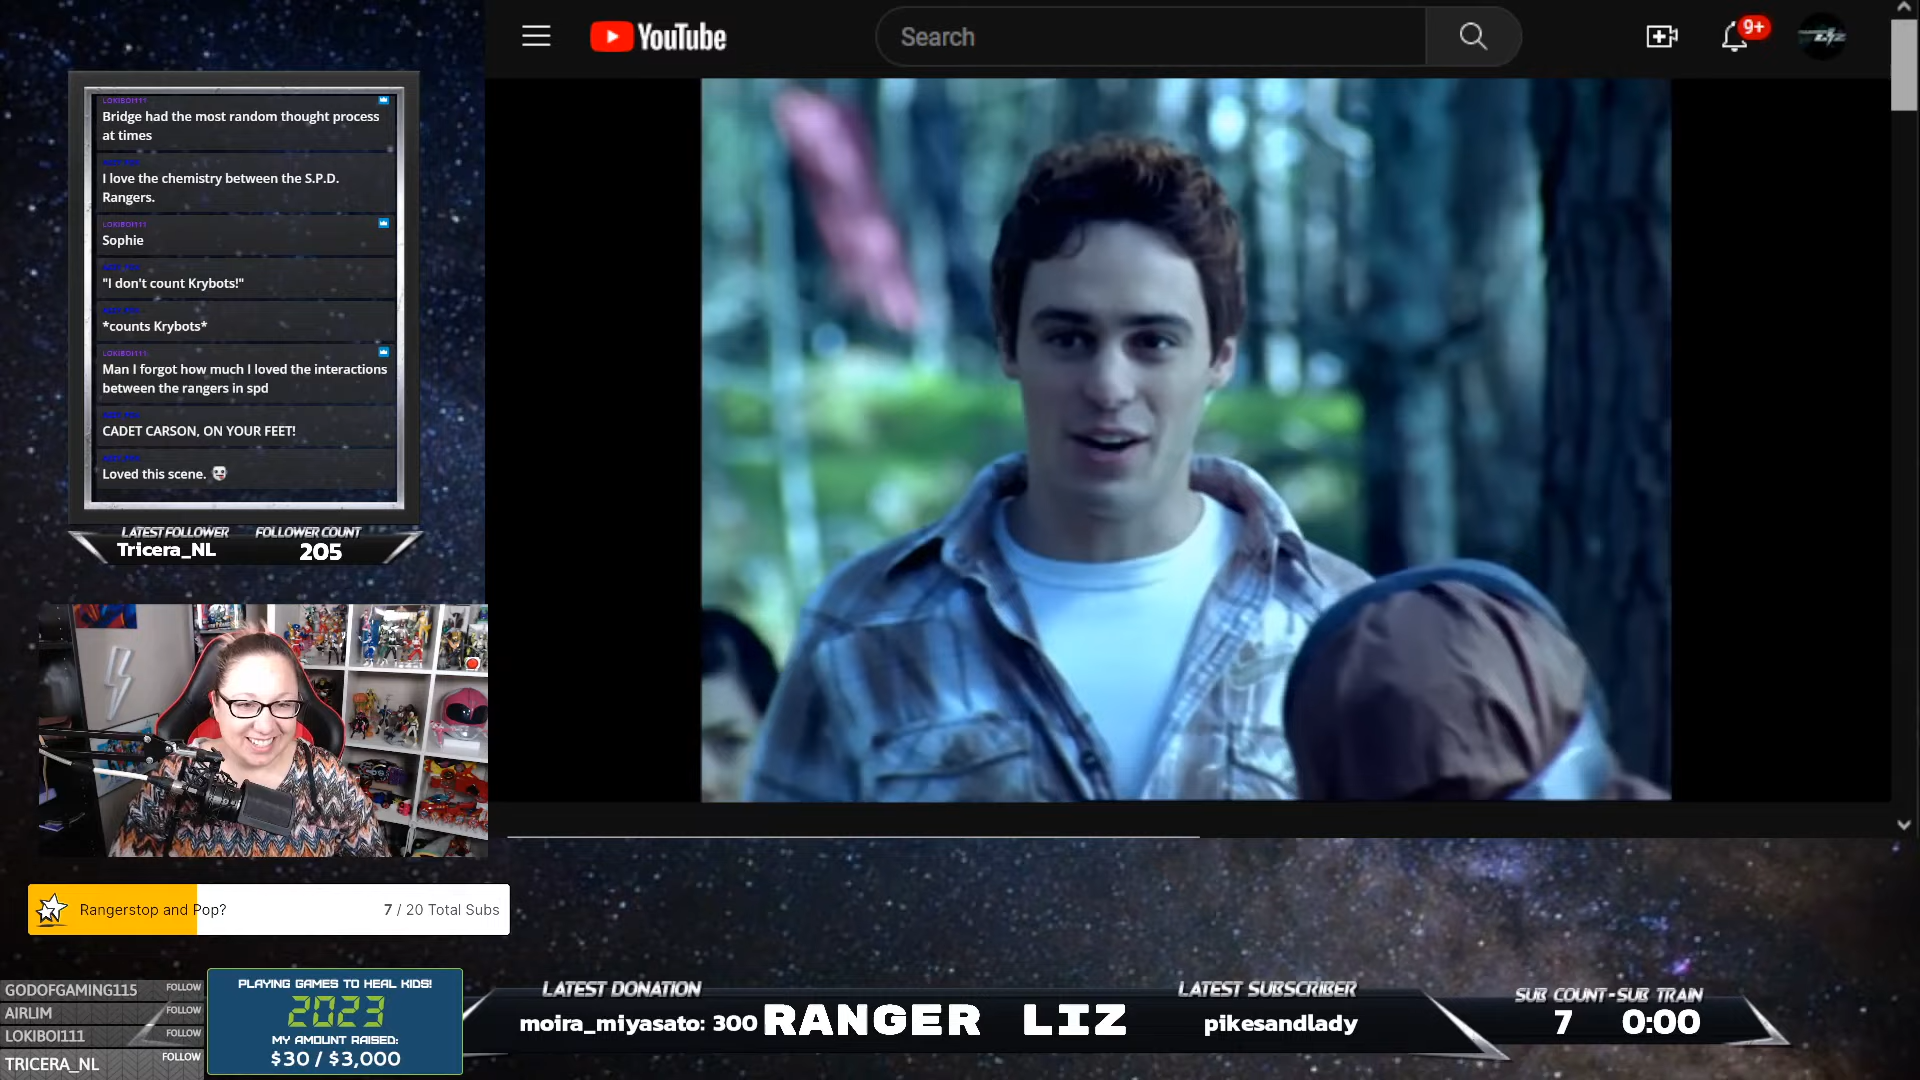 YouTube
Search
9+
LOKIBOI111
Bridge had the most random thought process
at times
I love the chemistry between the S.P.D.
Rangers.
LOKIBOI111
Sophie
"I don't count Krybots!"
*counts Krybots*
LOKIBOI111
Man I forgot how much I loved the interactions
between the rangers in spd
CADET CARSON, ON YOUR FEET!
Loved this scene.
LATEST FOLLOWER FOLLOWER COUNT
Tricera_NL 205
Rangerstop and Pop? 7 / 20 Total Subs
GODOFGAMING115 FOLLOW
AIRLIM FOLLOW
LOKIBOI111 FOLLOW
TRICERA_NL FOLLOW
PLAYING GAMES TO HEAL KIDS!
2023
MY AMOUNT RAISED:
$30 / $3,000
LATEST DONATION
moira_miyasato: 300
RANGER LIZ
LATEST SUBSCRIBER
pikesandlady
SUB COUNT-SUB TRAIN
7 0:00